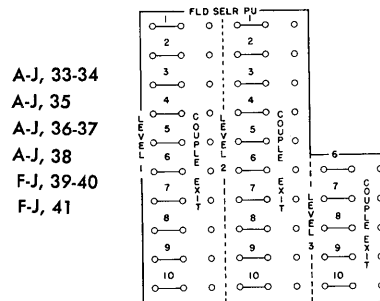 FLD SELR PU
A-J, 33-34
A-J, 35
A-J, 36-37
A-J, 38
F-J, 39-40
F-J, 41
LEVEL 1
1
2
3
4
5
6
7
8
9
10
COUPLE EXIT
LEVEL 2
1
2
3
4
5
6
7
8
9
10
COUPLE EXIT
LEVEL 3
6
7
8
9
10
COUPLE EXIT